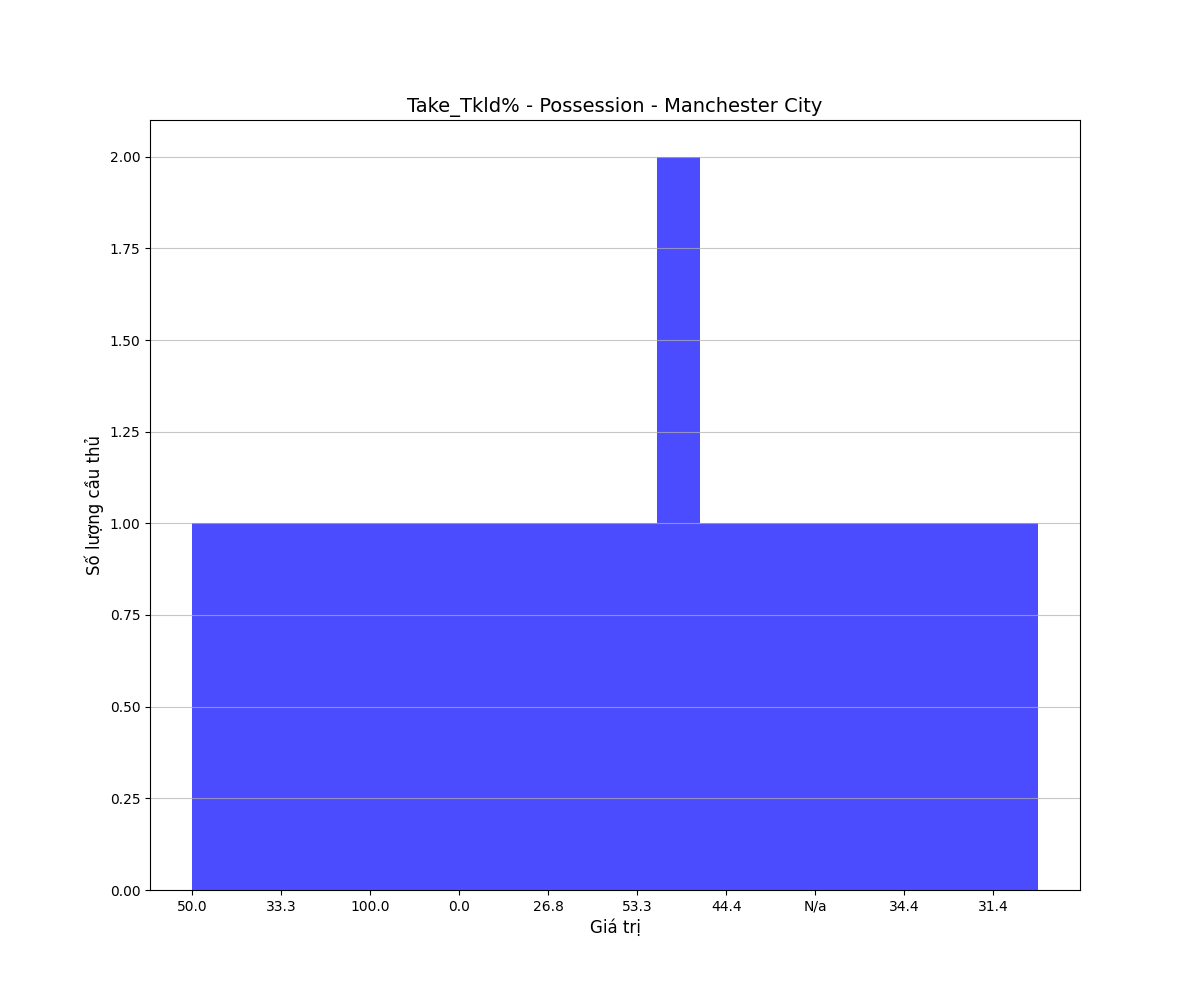 Take_Tkld% - Possession - Manchester City
2.00
1.75
1.50
1.25
1.00
0.75
0.50
0.25
0.00
Số lượng cầu thủ
50.0 33.3 100.0 0.0 26.8 53.3 44.4 N/a 34.4 31.4
Giá trị